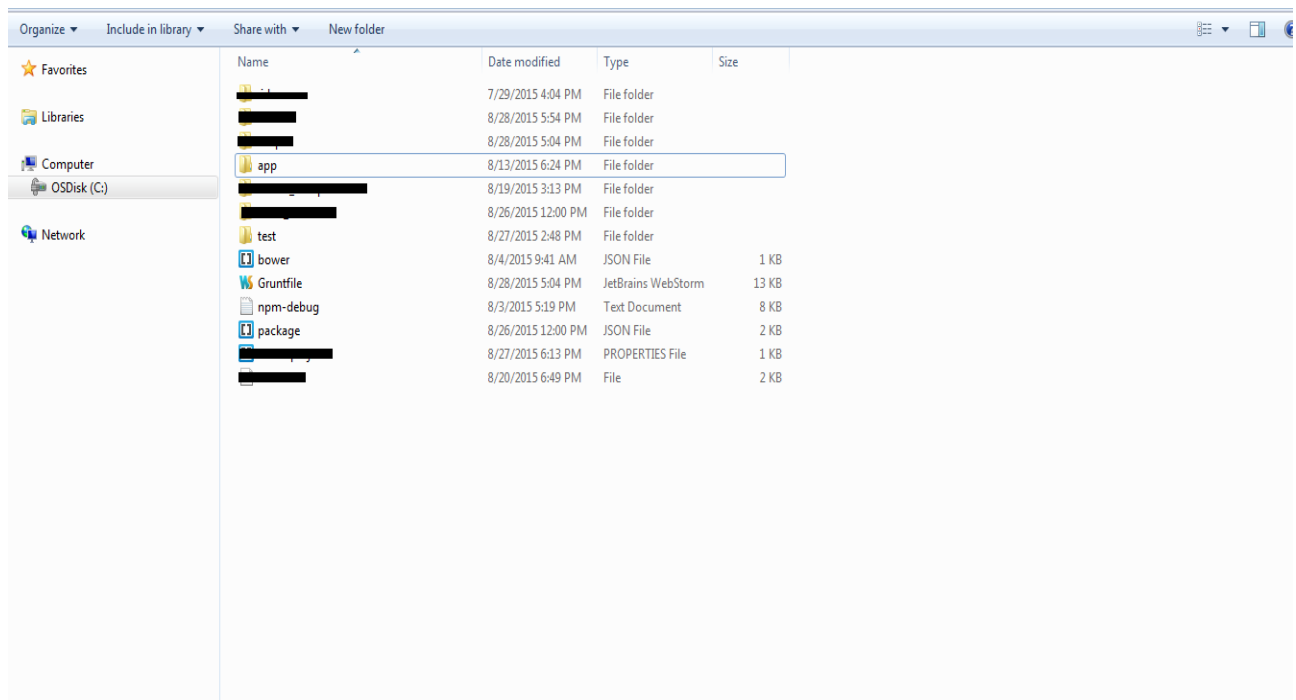 Organize Include in library Share with New folder
Favorites
Libraries
Computer
OSDisk (C:)
Network
Name Date modified Type Size
7/29/2015 4:04 PM File folder
8/28/2015 5:54 PM File folder
8/28/2015 5:04 PM File folder
app 8/13/2015 6:24 PM File folder
8/19/2015 3:13 PM File folder
8/26/2015 12:00 PM File folder
test 8/27/2015 2:48 PM File folder
bower 8/4/2015 9:41 AM JSON File 1 KB
Gruntfile 8/28/2015 5:04 PM JetBrains WebStorm 13 KB
npm-debug 8/3/2015 5:19 PM Text Document 8 KB
package 8/26/2015 12:00 PM JSON File 2 KB
8/27/2015 6:13 PM PROPERTIES File 1 KB
8/20/2015 6:49 PM File 2 KB